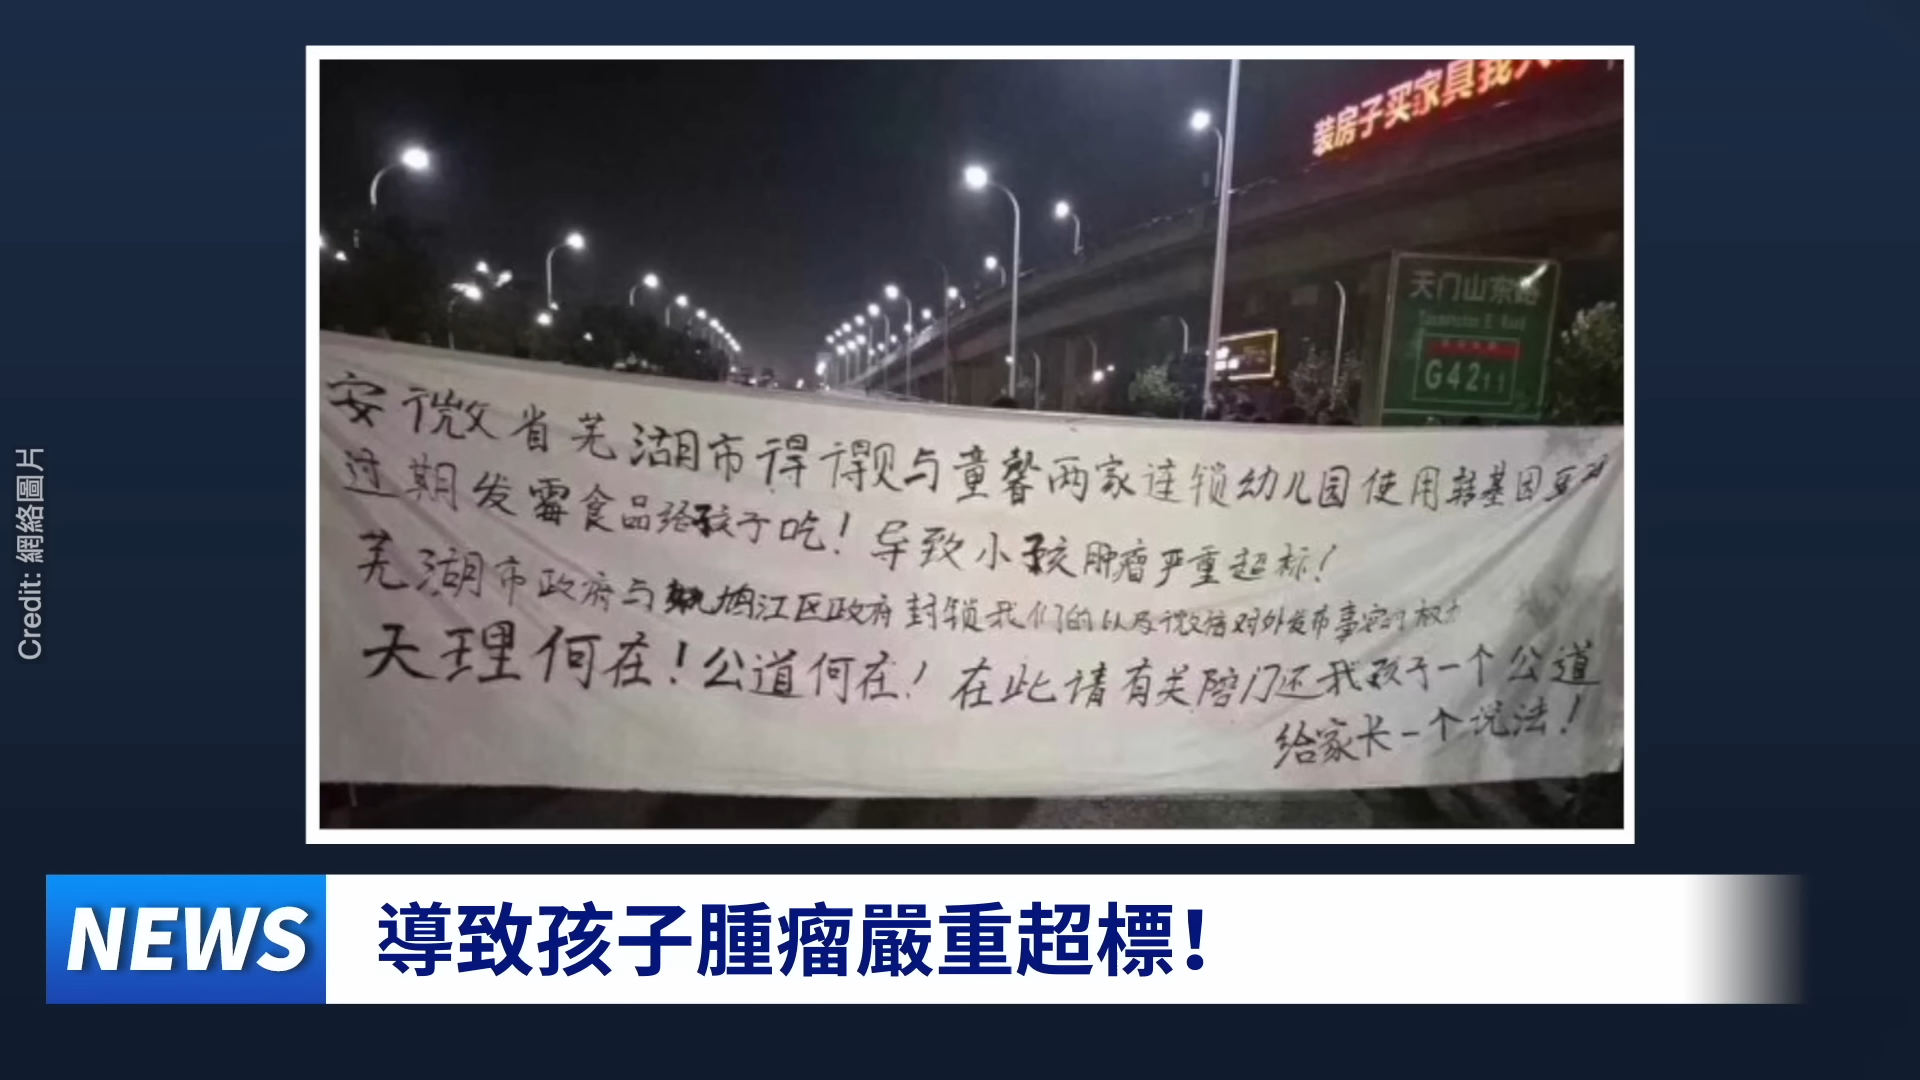 装房子买家具我
天门山东路
Tianmenshan E. Road
G4211
安微省芜湖市得得贝与童馨两家连锁幼儿园使用转基因豆油
过期发霉食品给孩子吃！导致小孩肿瘤严重超标！
芜湖市政府与鸠江区政府封锁我们的以及微信对外发布事实的权
天理何在！公道何在！在此请有关部门还我孩子一个公道
给家长一个说法！
Credit: 網絡圖片
NEWS
導致孩子腫瘤嚴重超標！